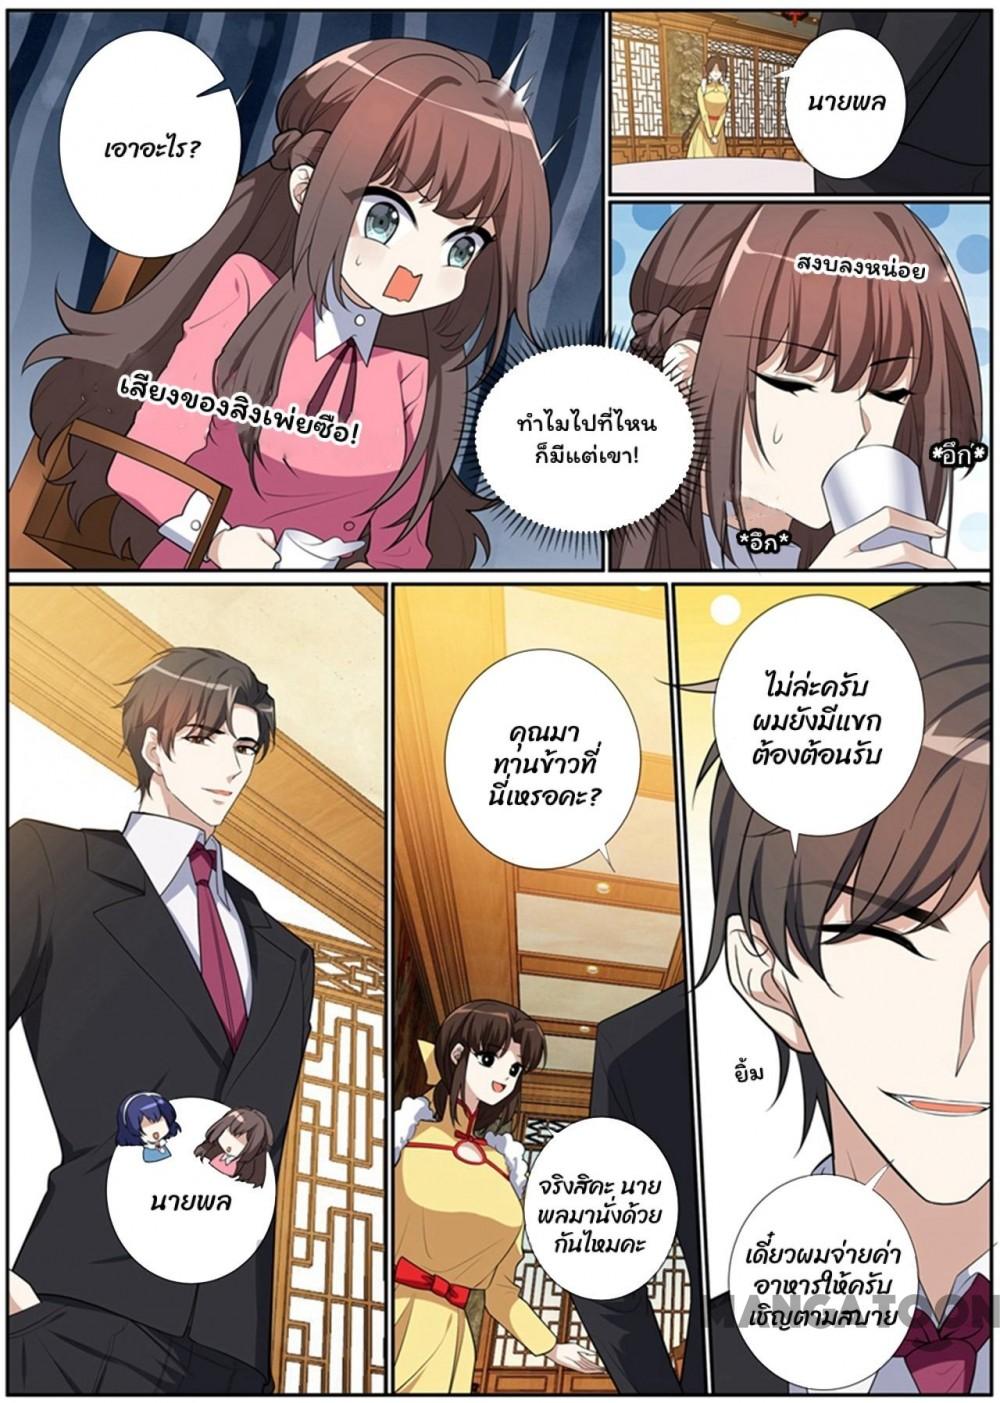 เอาอะไร?
เสียงของสิงเพ่ยซือ!
นายพล
ทำไมไปที่ไหน
ก็มีแต่เขา!
สงบลงหน่อย
*อึก*
*อึก*
นายพล
คุณมา
ทานข้าวที่
นี่เหรอคะ?
จริงสิคะ นาย
พลมานั่งด้วย
กันไหมคะ
ไม่ล่ะครับ
ผมยังมีแขก
ต้องต้อนรับ
ยิ้ม
เดี๋ยวผมจ่ายค่า
อาหารให้ครับ
เชิญตามสบาย
MANGATOON